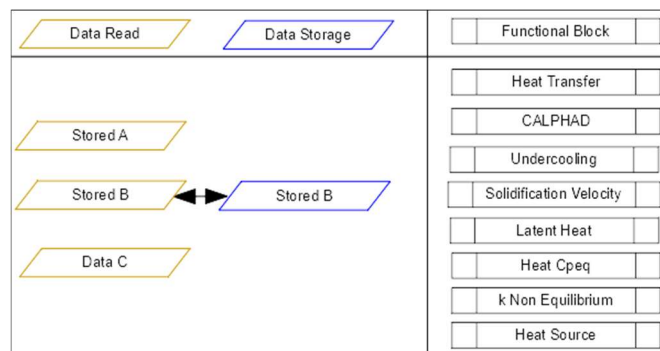 Data Read
Data Storage
Functional Block
Heat Transfer
Stored A
CALPHAD
Undercooling
Stored B
Stored B
Solidification Velocity
Latent Heat
Data C
Heat Cpeq
k Non Equilibrium
Heat Source